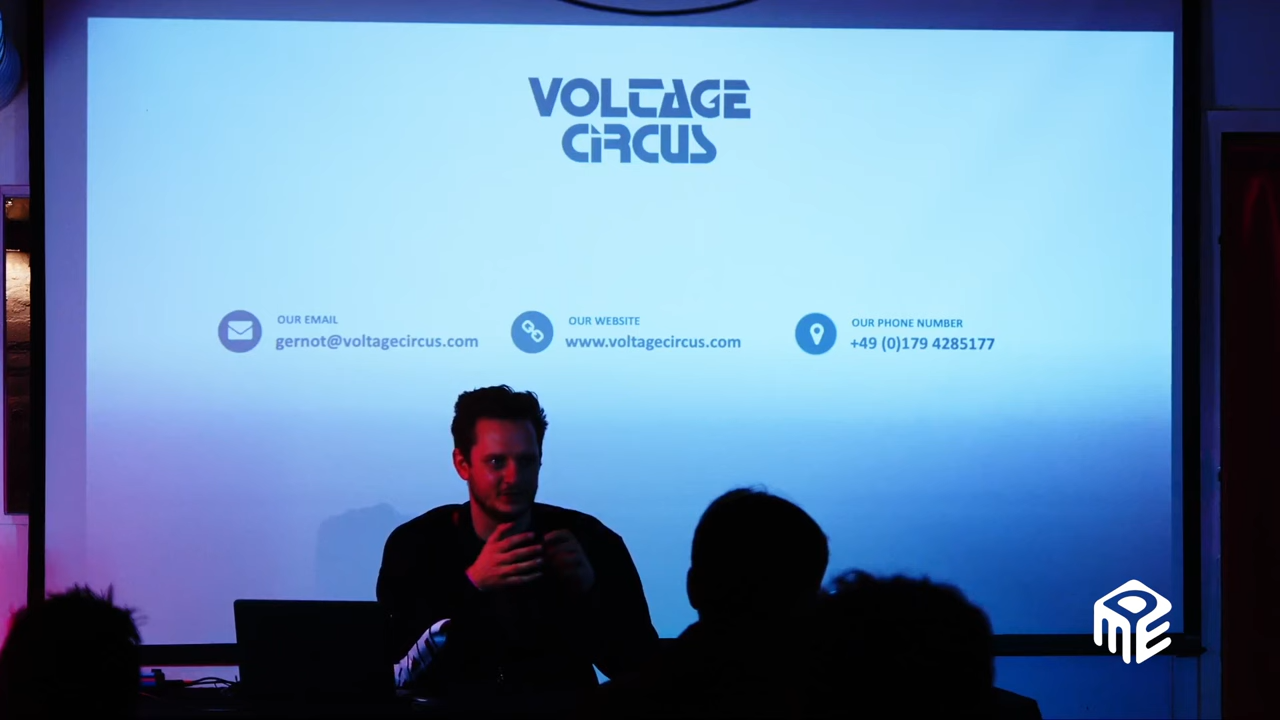 VOLTAGE
CiRCUS
OUR EMAIL
gernot@voltagecircus.com
OUR WEBSITE
www.voltagecircus.com
OUR PHONE NUMBER
+49 (0)179 4285177
DME